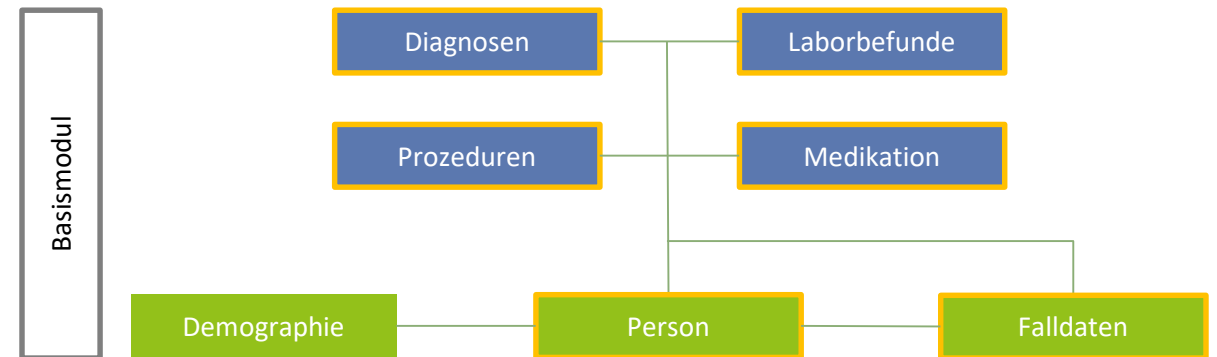 Basismodul
Diagnosen
Laborbefunde
Prozeduren
Medikation
Demographie
Person
Falldaten